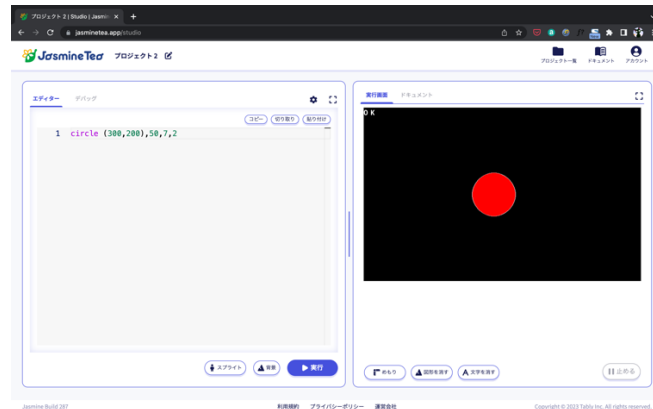 プロジェクト 2 | Studio | Jasmin
jasminetea.app/studio
JasmineTea プロジェクト 2
プロジェクト一覧 ドキュメント アカウント
エディター デバッグ
コピー 切り取り 貼り付け
1 circle (300,200),50,7,2
スプライト 背景 実行
実行画面 ドキュメント
OK
めもり 図形を消す 文字を消す 止める
Jasmine Build 247
利用規約 プライバシーポリシー 運営会社
Copyright © 2023 Tably Inc. All rights reserved.